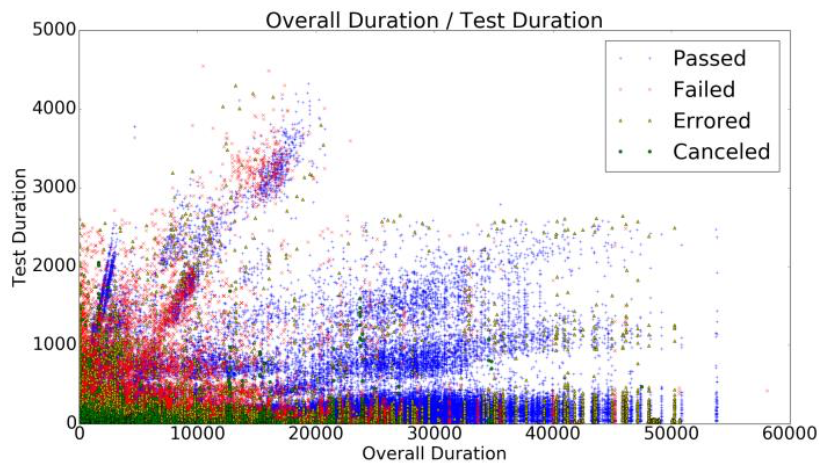 Overall Duration / Test Duration
5000
4000
3000
2000
1000
0
Test Duration
Passed
Failed
Errored
Canceled
0 10000 20000 30000 40000 50000 60000
Overall Duration